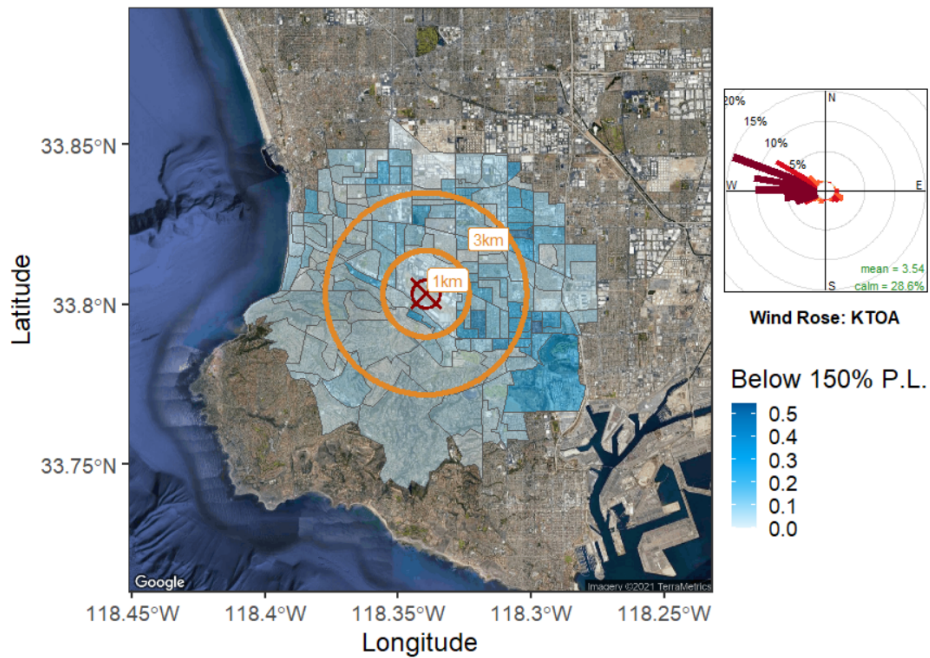 33.85°N
33.8°N
33.75°N
Latitude
3km
1km
Google
Imagery ©2021 TerraMetrics
118.45°W
118.4°W
118.35°W
118.3°W
118.25°W
Longitude
20%
15%
10%
5%
N
W
E
S
mean = 3.54
calm = 28.6%
Wind Rose: KTOA
Below 150% P.L.
0.5
0.4
0.3
0.2
0.1
0.0